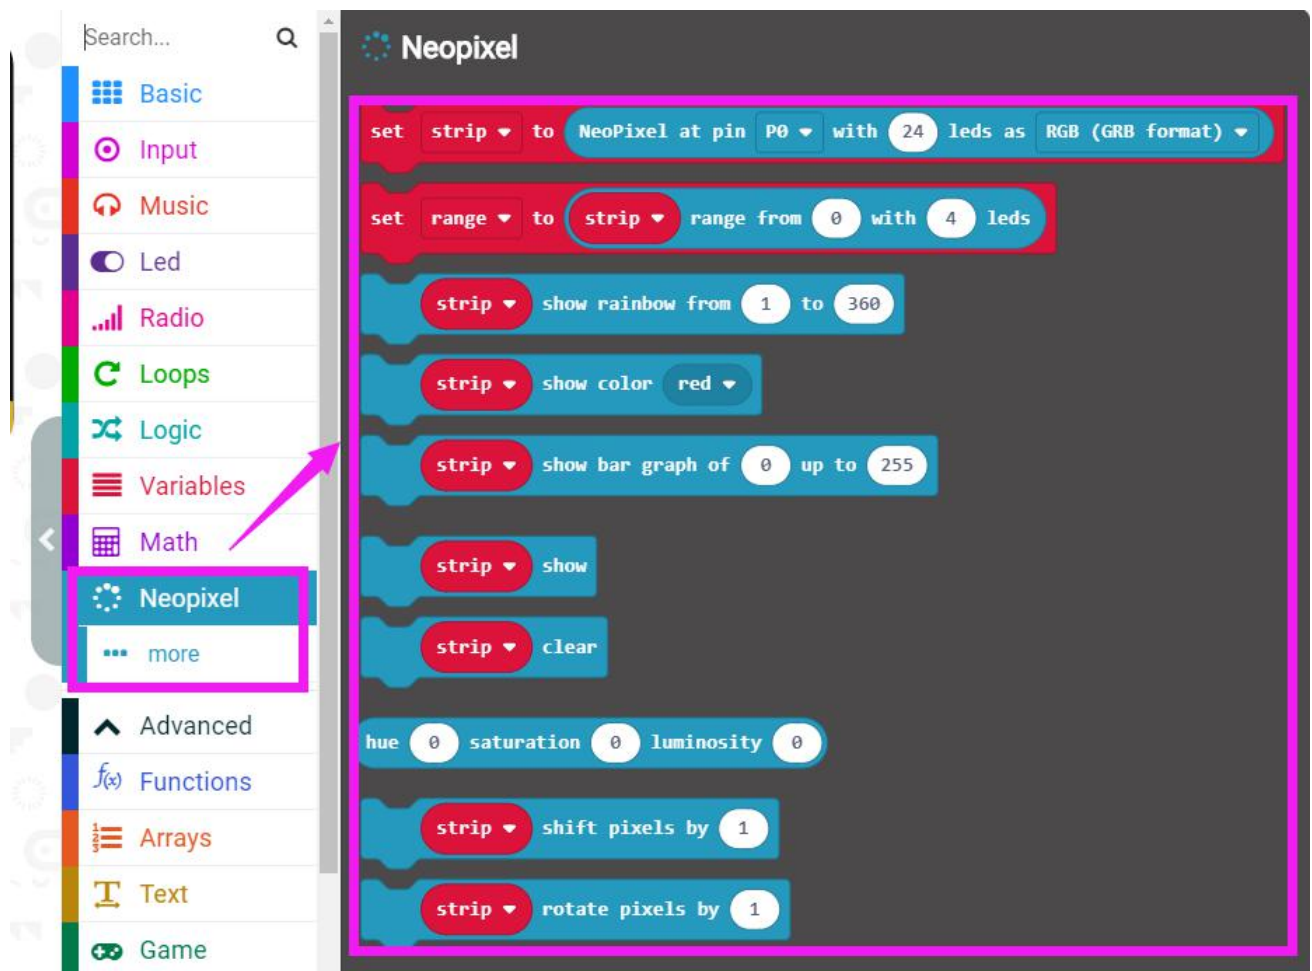 Search...
Basic
Input
Music
Led
Radio
Loops
Logic
Variables
Math
Neopixel
more
Advanced
f(x) Functions
Arrays
Text
Game
Neopixel
set strip to NeoPixel at pin P0 with 24 leds as RGB (GRB format)
set range to strip range from 0 with 4 leds
strip show rainbow from 1 to 360
strip show color red
strip show bar graph of 0 up to 255
strip show
strip clear
hue 0 saturation 0 luminosity 0
strip shift pixels by 1
strip rotate pixels by 1